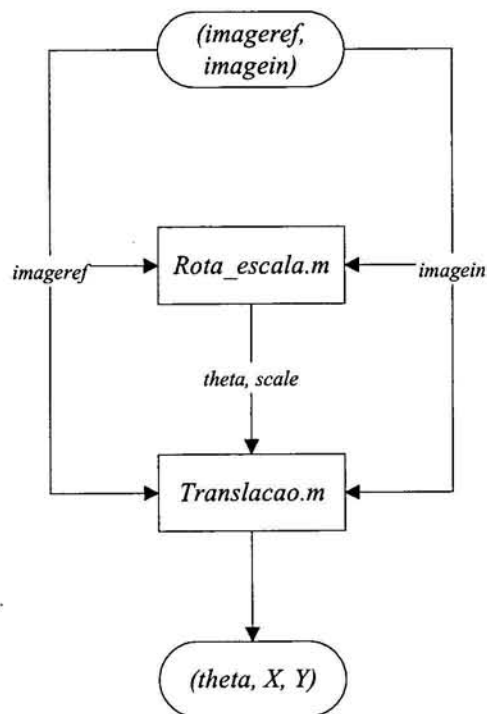 (imageref,
imagein)
Rota_escala.m
imageref
imagein
theta, scale
Translacao.m
(theta, X, Y)